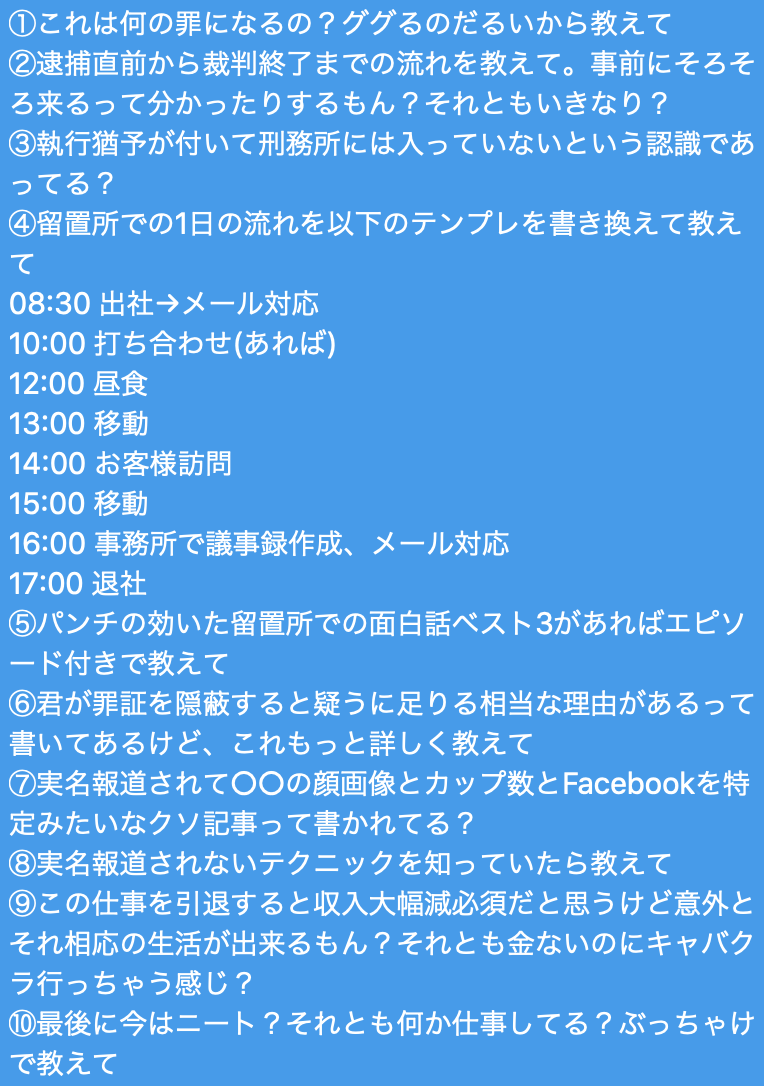 ①これは何の罪になるの？ググるのだるいから教えて
②逮捕直前から裁判終了までの流れを教えて。事前にそろそ
ろ来るって分かったりするもん？それともいきなり？
③執行猶予が付いて刑務所には入っていないという認識であ
ってる？
④留置所での1日の流れを以下のテンプレを書き換えて教え
て
08:30 出社→メール対応
10:00 打ち合わせ(あれば)
12:00 昼食
13:00 移動
14:00 お客様訪問
15:00 移動
16:00 事務所で議事録作成、メール対応
17:00 退社
⑤パンチの効いた留置所での面白話ベスト3があればエピソ
ード付きで教えて
⑥君が罪証を隠蔽すると疑うに足りる相当な理由があるって
書いてあるけど、これもっと詳しく教えて
⑦実名報道されて〇〇の顔画像とカップ数とFacebookを特
定みたいなクソ記事って書かれてる？
⑧実名報道されないテクニックを知っていたら教えて
⑨この仕事を引退すると収入大幅減必須だと思うけど意外と
それ相応の生活が出来るもん？それとも金ないのにキャバク
ラ行っちゃう感じ？
⑩最後に今はニート？それとも何か仕事してる？ぶっちゃけ
で教えて